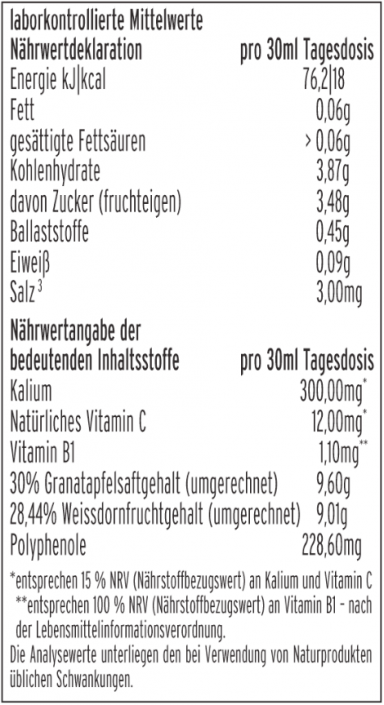 laborkontrollierte Mittelwerte
Nährwertdeklaration pro 30ml Tagesdosis
Energie kJ|kcal 76,2|18
Fett 0,06g
gesättigte Fettsäuren > 0,06g
Kohlenhydrate 3,87g
davon Zucker (fruchteigen) 3,48g
Ballaststoffe 0,45g
Eiweiß 0,09g
Salz ³ 3,00mg
Nährwertangabe der
bedeutenden Inhaltsstoffe pro 30ml Tagesdosis
Kalium 300,00mg*
Natürliches Vitamin C 12,00mg*
Vitamin B1 1,10mg**
30% Granatapfelsaftgehalt (umgerechnet) 9,60g
28,44% Weissdornfruchtgehalt (umgerechnet) 9,01g
Polyphenole 228,60mg
*entsprechen 15 % NRV (Nährstoffbezugswert) an Kalium und Vitamin C
**entsprechen 100 % NRV (Nährstoffbezugswert) an Vitamin B1 - nach
der Lebensmittelinformationsverordnung.
Die Analysewerte unterliegen den bei Verwendung von Naturprodukten
üblichen Schwankungen.